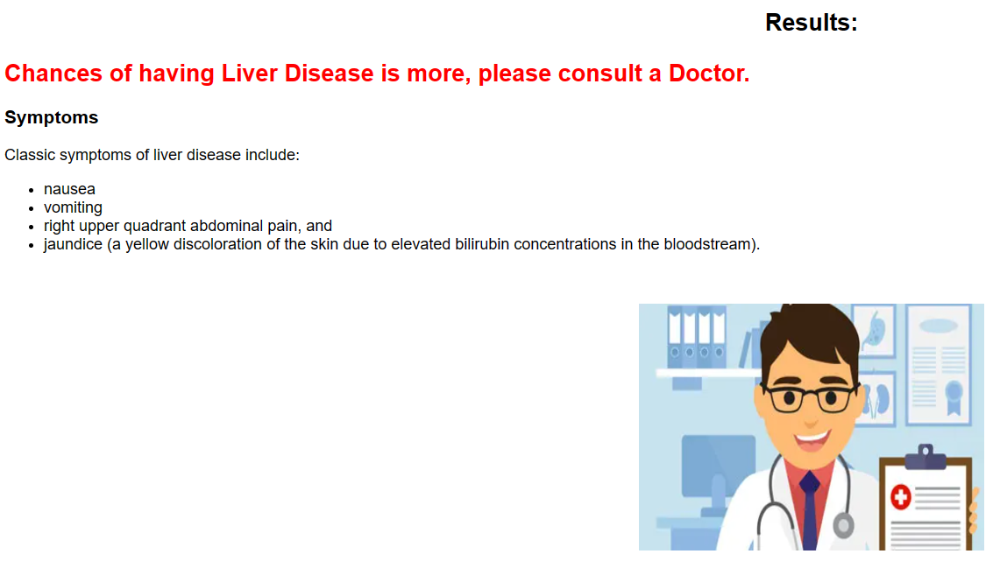 Results:
Chances of having Liver Disease is more, please consult a Doctor.
Symptoms
Classic symptoms of liver disease include:
nausea
vomiting
right upper quadrant abdominal pain, and
jaundice (a yellow discoloration of the skin due to elevated bilirubin concentrations in the bloodstream).